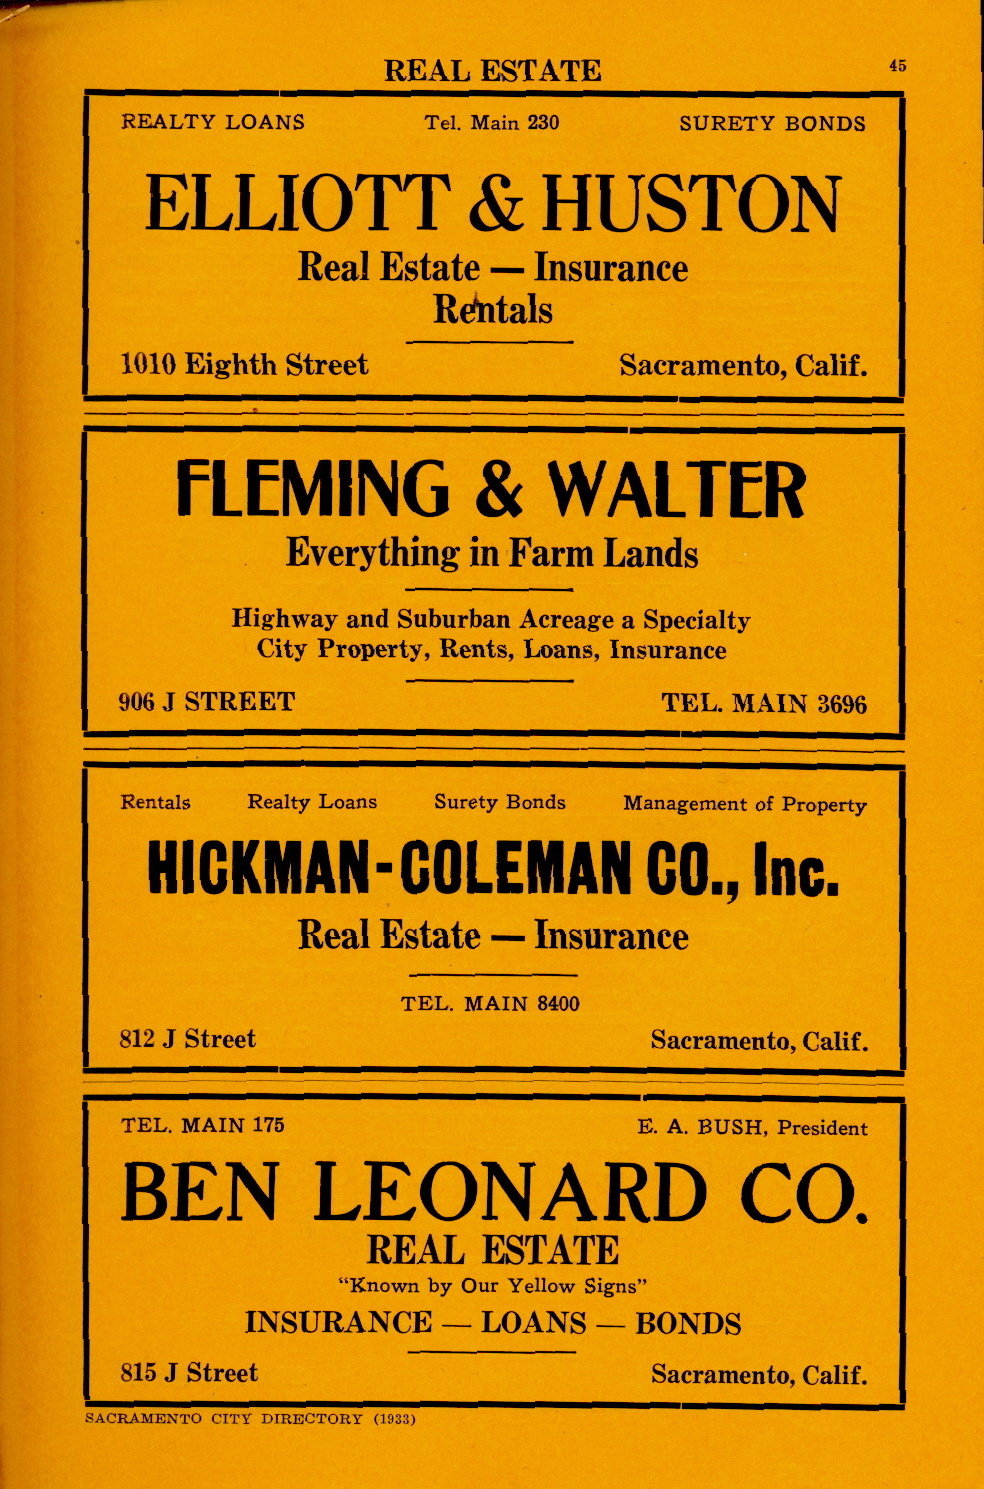 REAL ESTATE 45
REALTY LOANS Tel. Main 230 SURETY BONDS
ELLIOTT & HUSTON
Real Estate — Insurance
Rentals
1010 Eighth Street Sacramento, Calif.
FLEMING & WALTER
Everything in Farm Lands
Highway and Suburban Acreage a Specialty
City Property, Rents, Loans, Insurance
906 J STREET TEL. MAIN 3696
Rentals Realty Loans Surety Bonds Management of Property
HICKMAN-COLEMAN CO., Inc.
Real Estate — Insurance
TEL. MAIN 8400
812 J Street Sacramento, Calif.
TEL. MAIN 175 E. A. BUSH, President
BEN LEONARD CO.
REAL ESTATE
“Known by Our Yellow Signs”
INSURANCE — LOANS — BONDS
815 J Street Sacramento, Calif.
SACRAMENTO CITY DIRECTORY (1933)